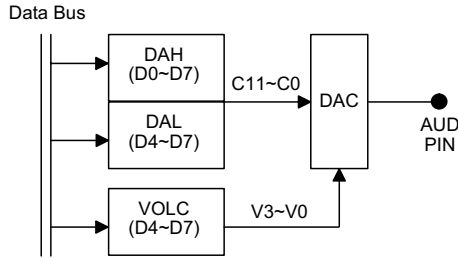 Data Bus
DAH
(D0~D7)
C11~C0
DAC
DAL
(D4~D7)
AUD
PIN
VOLC
(D4~D7)
V3~V0